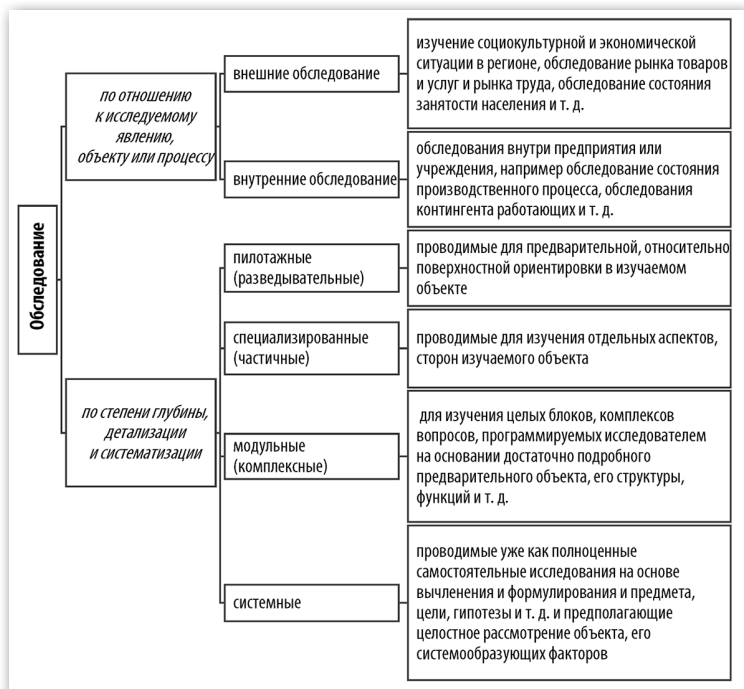 Обследование
по отношению
к исследуемому
явлению,
объекту или процессу
внешние обследование
изучение социокультурной и экономической
ситуации в регионе, обследование рынка товаров
и услуг и рынка труда, обследование состояния
занятости населения и т. д.
внутренние обследование
обследования внутри предприятия или
учреждения, например обследование состояния
производственного процесса, обследования
контингента работающих и т. д.
по степени глубины,
детализации
и систематизации
пилотажные
(разведывательные)
проводимые для предварительной, относительно
поверхностной ориентировки в изучаемом
объекте
специализированные
(частичные)
проводимые для изучения отдельных аспектов,
сторон изучаемого объекта
модульные
(комплексные)
для изучения целых блоков, комплексов
вопросов, программируемых исследователем
на основании достаточно подробного
предварительного объекта, его структуры,
функций и т. д.
системные
проводимые уже как полноценные
самостоятельные исследования на основе
вычленения и формулирования и предмета,
цели, гипотезы и т. д. и предполагающие
целостное рассмотрение объекта, его
системообразующих факторов